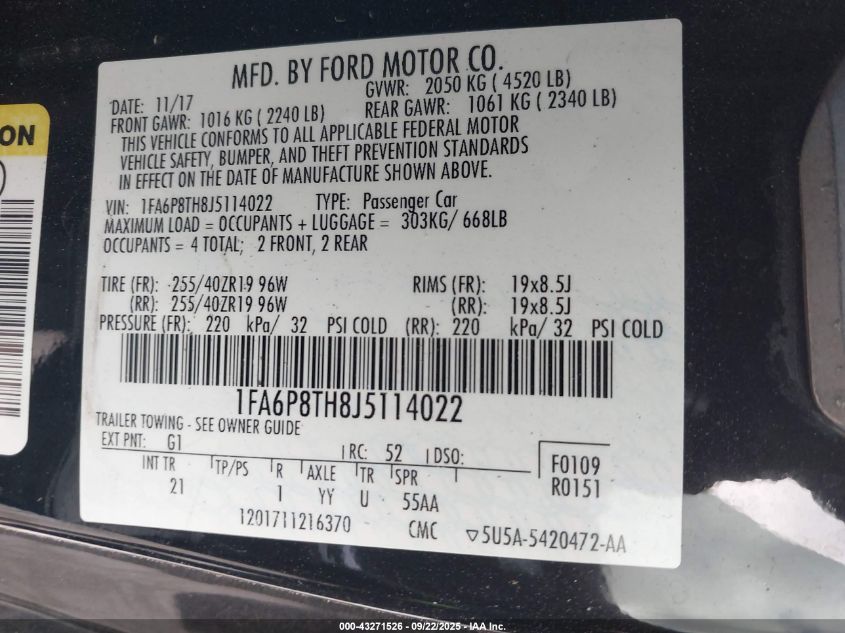 ON
MFD. BY FORD MOTOR CO.
DATE: 11/17 GVWR: 2050 KG ( 4520 LB)
FRONT GAWR: 1016 KG ( 2240 LB) REAR GAWR: 1061 KG ( 2340 LB)
THIS VEHICLE CONFORMS TO ALL APPLICABLE FEDERAL MOTOR
VEHICLE SAFETY, BUMPER, AND THEFT PREVENTION STANDARDS
IN EFFECT ON THE DATE OF MANUFACTURE SHOWN ABOVE.
VIN: 1FA6P8TH8J5114022 TYPE: Passenger Car
MAXIMUM LOAD = OCCUPANTS + LUGGAGE = 303KG/ 668LB
OCCUPANTS = 4 TOTAL; 2 FRONT, 2 REAR
TIRE (FR): 255/40ZR19 96W RIMS (FR): 19x8.5J
(RR): 255/40ZR19 96W (RR): 19x8.5J
PRESSURE (FR): 220 kPa/ 32 PSI COLD (RR): 220 kPa/ 32 PSI COLD
1FA6P8TH8J5114022
TRAILER TOWING - SEE OWNER GUIDE
EXT PNT: G1 RC: 52 DSO: F0109
INT TR TP/PS R AXLE TR SPR R0151
21 1 YY U 55AA
1201711216370 CMC ▽5U5A-5420472-AA
000-43271526 - 09/22/2025 - IAA Inc.